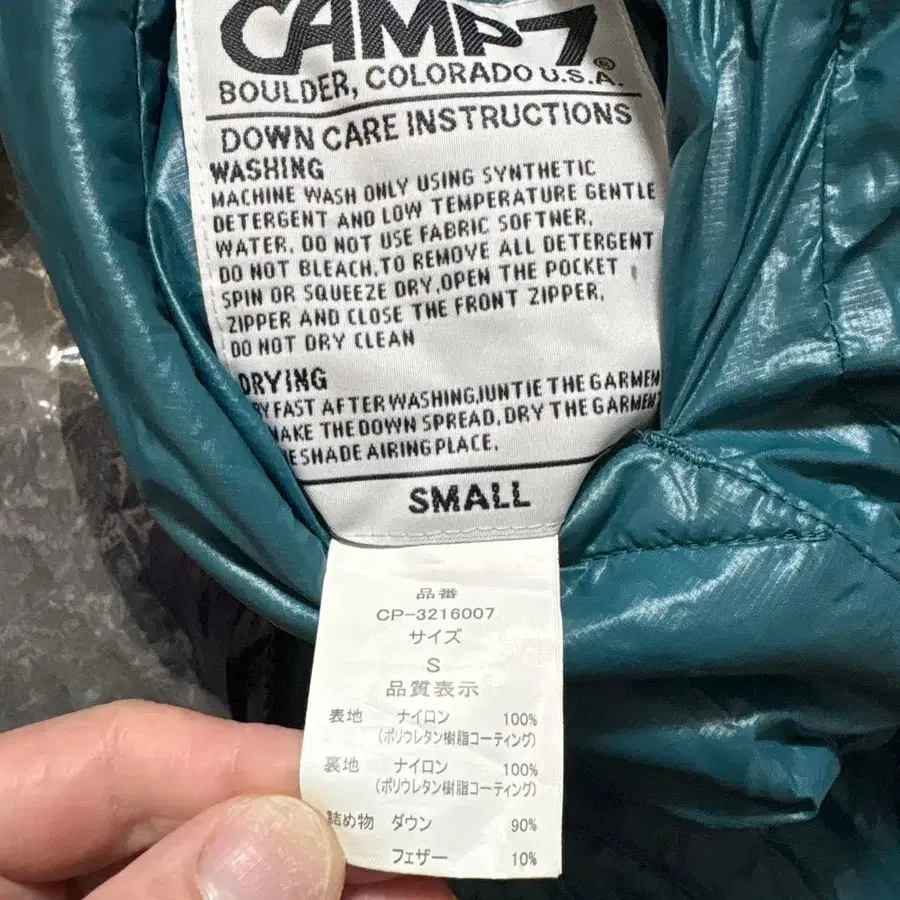 CAMP7®
BOULDER, COLORADO U.S.A.
DOWN CARE INSTRUCTIONS
WASHING
MACHINE WASH ONLY USING SYNTHETIC
DETERGENT AND LOW TEMPERATURE GENTLE
WATER. DO NOT USE FABRIC SOFTNER.
DO NOT BLEACH.TO REMOVE ALL DETERGENT
SPIN OR SQUEEZE DRY.OPEN THE POCKET
ZIPPER AND CLOSE THE FRONT ZIPPER.
DO NOT DRY CLEAN
DRYING
FAST AFTER WASHING.UNTIE THE GARMEN
MAKE THE DOWN SPREAD.DRY THE GARMENT
SHADE AIRING PLACE.
SMALL
品番
CP-3216007
サイズ
S
品質表示
表地 ナイロン 100%
(ポリウレタン樹脂コーティング)
裏地 ナイロン 100%
(ポリウレタン樹脂コーティング)
詰め物 ダウン 90%
フェザー 10%